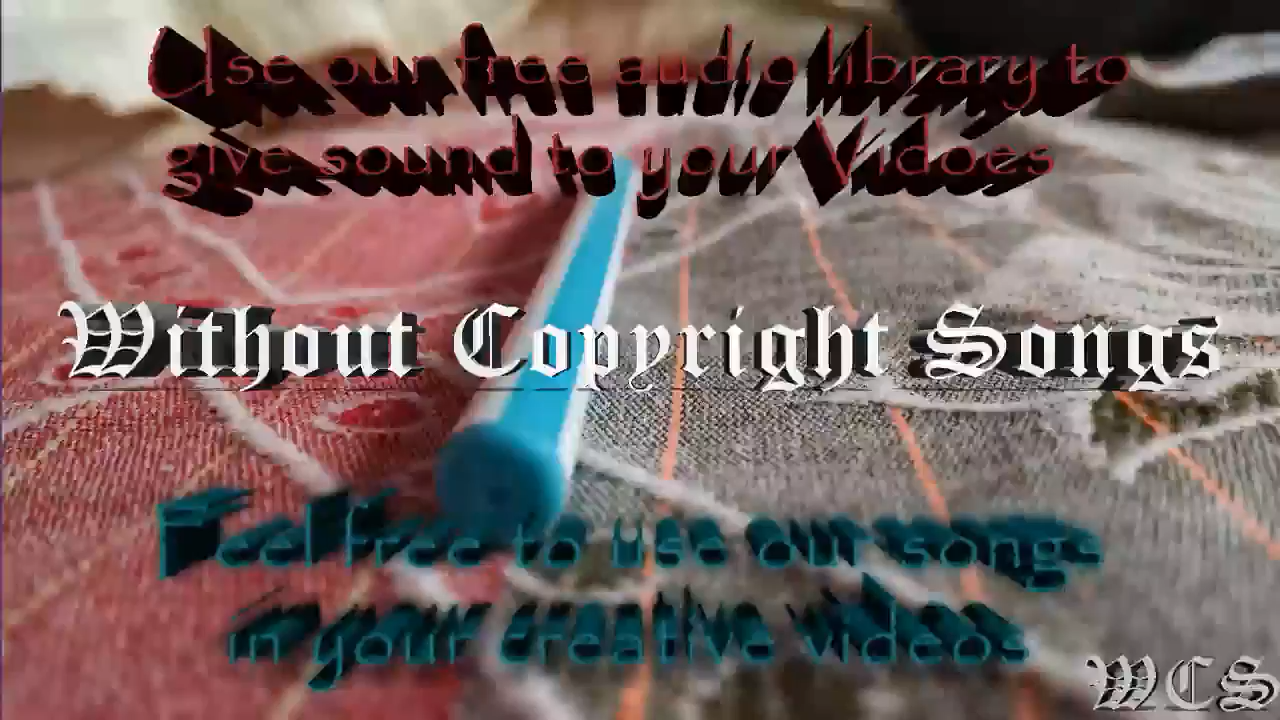 Use our free audio library to
give sound to your Vidoes
Without Copyright Songs
Feel free to use our songs
in your creative videos
WCS